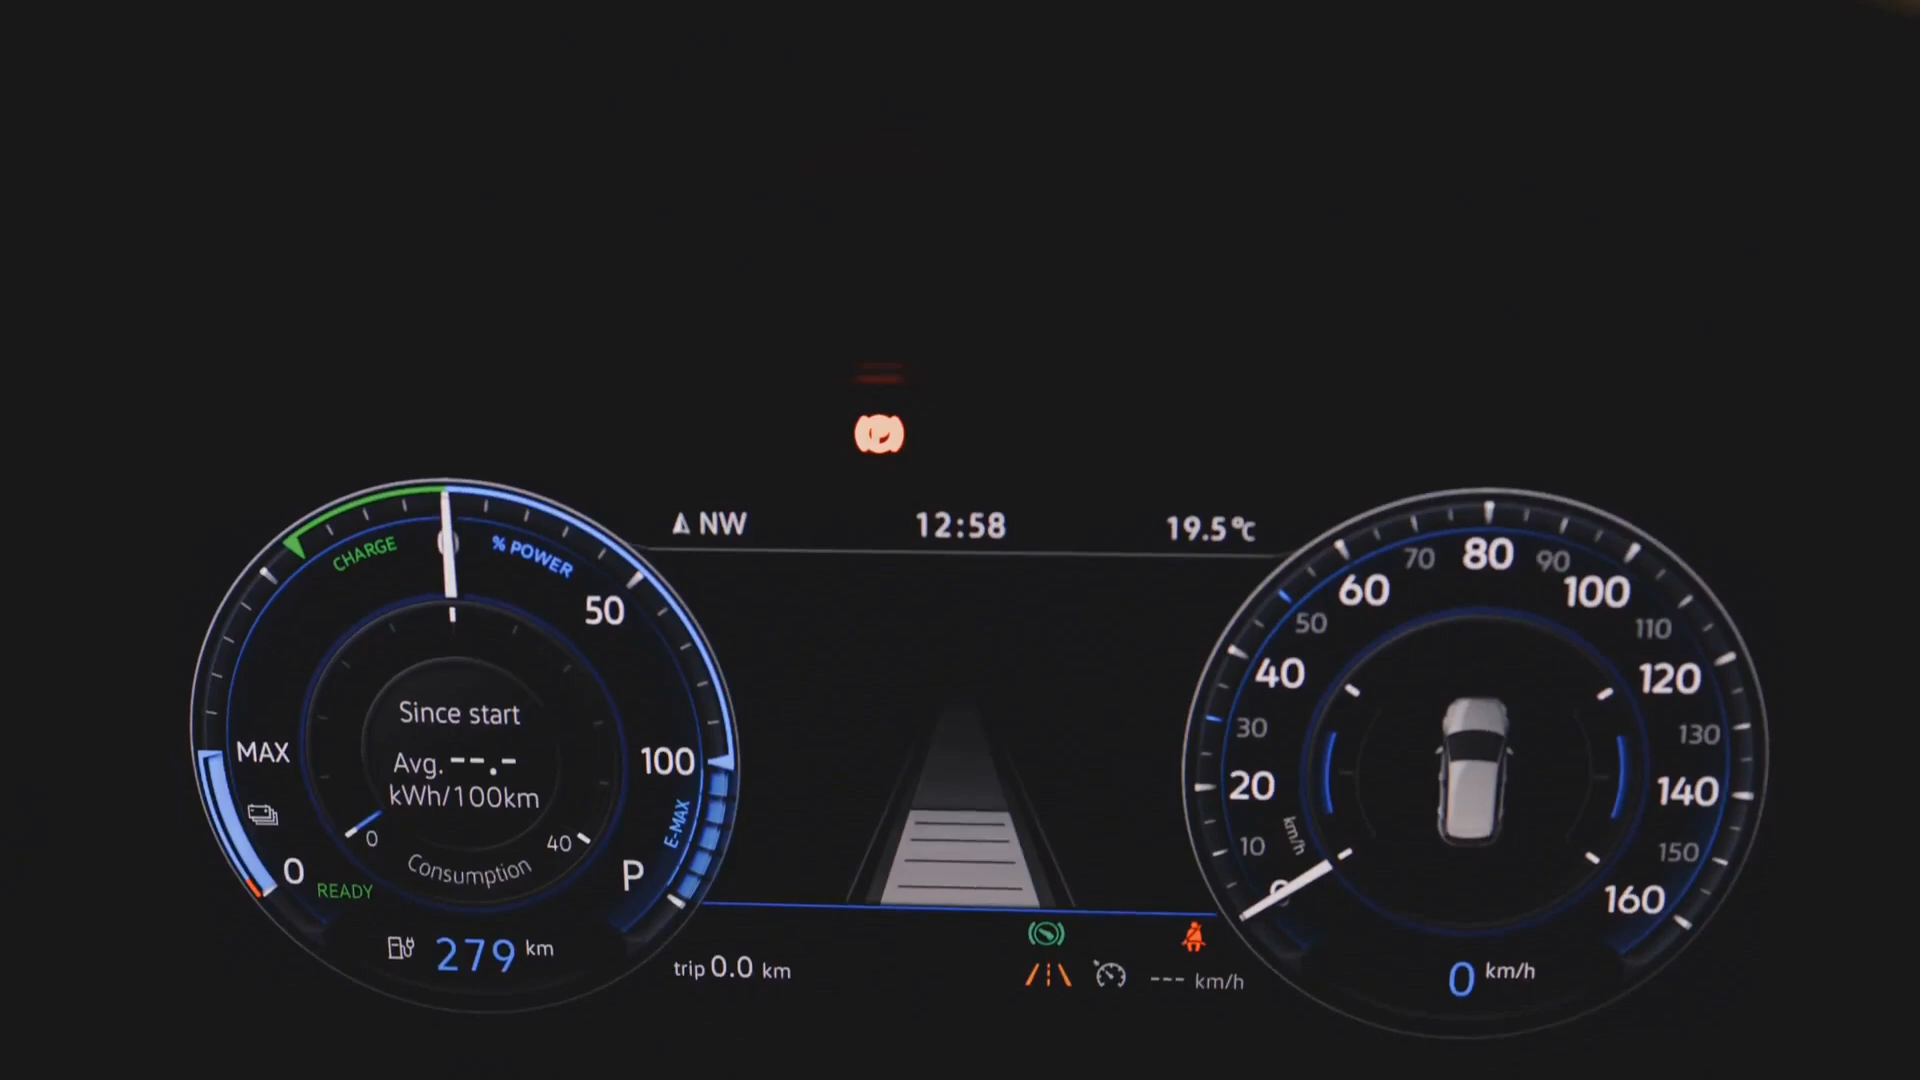 NW 12:58 19.5°C
CHARGE
0
% POWER
50
100
E-MAX
P
MAX
0
READY
Since start
Avg. --.-
kWh/100km
0 40
Consumption
279 km
trip 0.0 km
--- km/h
0
10
20
30
40
50
60
70
80
90
100
110
120
130
140
150
160
km/h
0 km/h